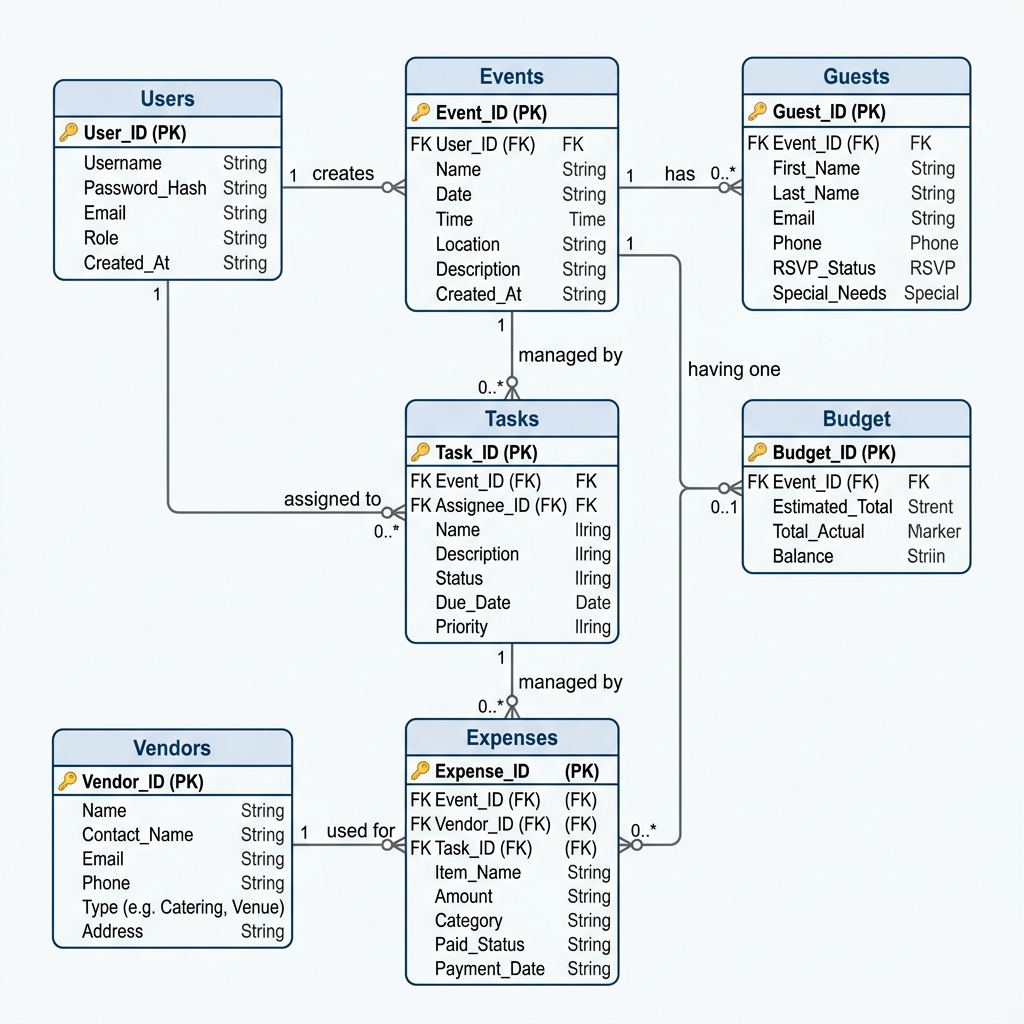 Users
User_ID (PK)
Username String
Password_Hash String
Email String
Role String
Created_At String
1 creates
Events
Event_ID (PK)
FK User_ID (FK) FK
Name String
Date String
Time Time
Location String
Description String
Created_At String
1 has 0..*
1
Guests
Guest_ID (PK)
FK Event_ID (FK) FK
First_Name String
Last_Name String
Email String
Phone Phone
RSVP_Status RSVP
Special_Needs Special
1
1
managed by
0..*
having one
Tasks
Task_ID (PK)
FK Event_ID (FK) FK
FK Assignee_ID (FK) FK
Name llring
Description llring
Status llring
Due_Date Date
Priority llring
assigned to
0..*
Budget
Budget_ID (PK)
FK Event_ID (FK) FK
Estimated_Total Strent
Total_Actual Marker
Balance Striin
0..1
1
managed by
0..*
Vendors
Vendor_ID (PK)
Name String
Contact_Name String
Email String
Phone String
Type (e.g. Catering, Venue)
Address String
1 used for
Expenses
Expense_ID (PK)
FK Event_ID (FK) (FK)
FK Vendor_ID (FK) (FK)
FK Task_ID (FK) (FK)
Item_Name String
Amount String
Category String
Paid_Status String
Payment_Date String
0..*